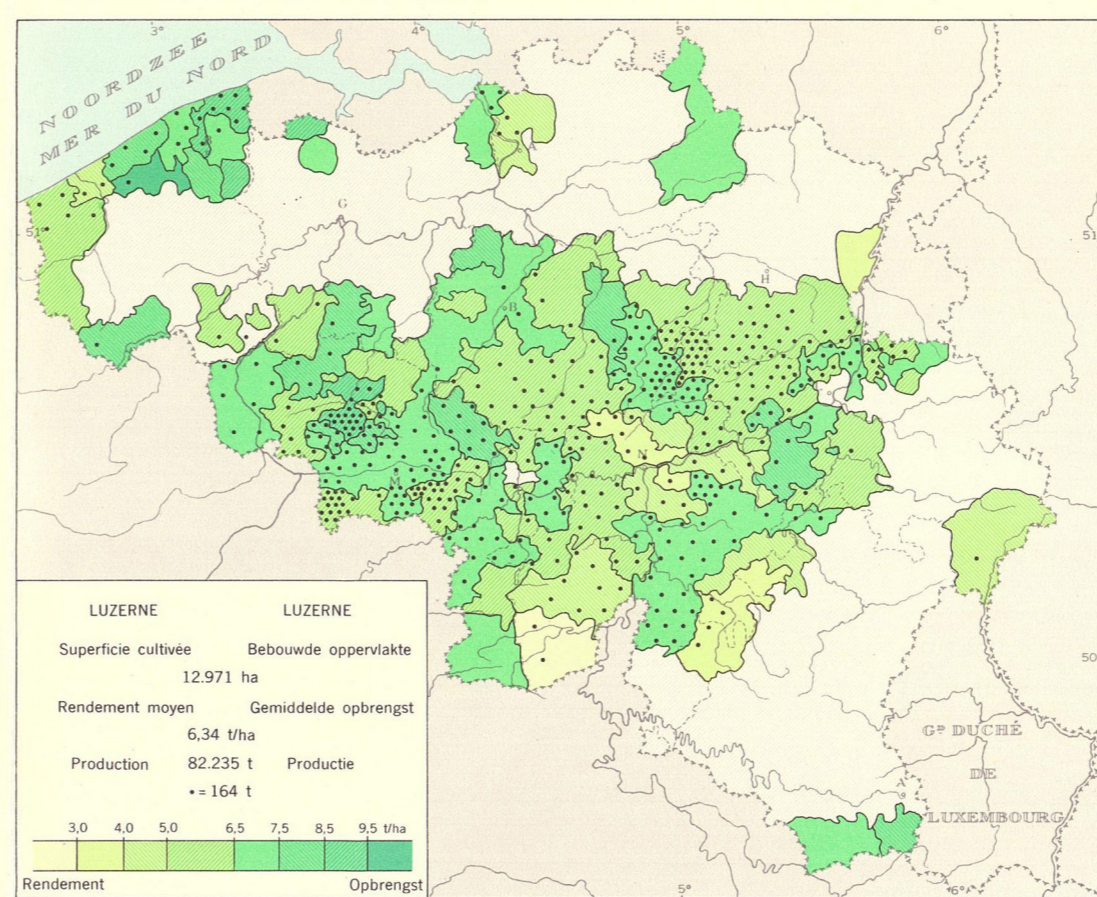 3° 4° 5° 6°
NOORDZEE
MER DU NORD
A
G
51° 51
H
B
N
M
50
Gᴰ DUCHÉ
DE
LUXEMBOURG
A
5° 6°
LUZERNE LUZERNE
Superficie cultivée Bebouwde oppervlakte
12.971 ha
Rendement moyen Gemiddelde opbrengst
6,34 t/ha
Production 82.235 t Productie
• = 164 t
3,0 4,0 5,0 6,5 7,5 8,5 9,5 t/ha
Rendement Opbrengst